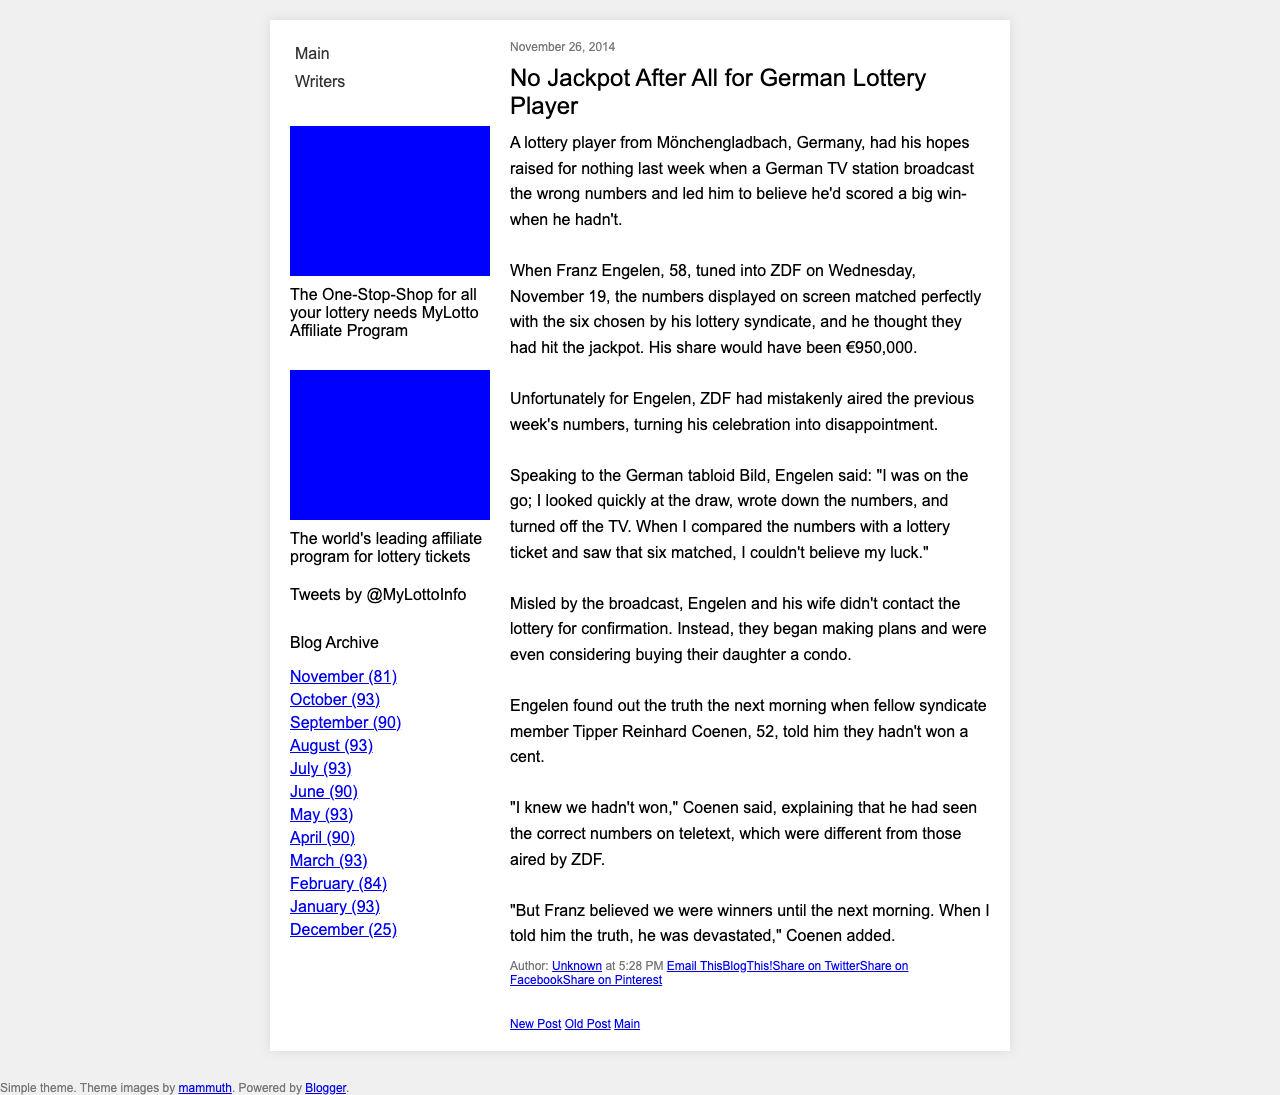 Main
Writers
The One-Stop-Shop for all
your lottery needs MyLotto
Affiliate Program
The world's leading affiliate
program for lottery tickets
Tweets by @MyLottoInfo
Blog Archive
November (81)
October (93)
September (90)
August (93)
July (93)
June (90)
May (93)
April (90)
March (93)
February (84)
January (93)
December (25)
November 26, 2014
No Jackpot After All for German Lottery
Player
A lottery player from Mönchengladbach, Germany, had his hopes
raised for nothing last week when a German TV station broadcast
the wrong numbers and led him to believe he'd scored a big win-
when he hadn't.
When Franz Engelen, 58, tuned into ZDF on Wednesday,
November 19, the numbers displayed on screen matched perfectly
with the six chosen by his lottery syndicate, and he thought they
had hit the jackpot. His share would have been €950,000.
Unfortunately for Engelen, ZDF had mistakenly aired the previous
week's numbers, turning his celebration into disappointment.
Speaking to the German tabloid Bild, Engelen said: "I was on the
go; I looked quickly at the draw, wrote down the numbers, and
turned off the TV. When I compared the numbers with a lottery
ticket and saw that six matched, I couldn't believe my luck."
Misled by the broadcast, Engelen and his wife didn't contact the
lottery for confirmation. Instead, they began making plans and were
even considering buying their daughter a condo.
Engelen found out the truth the next morning when fellow syndicate
member Tipper Reinhard Coenen, 52, told him they hadn't won a
cent.
"I knew we hadn't won," Coenen said, explaining that he had seen
the correct numbers on teletext, which were different from those
aired by ZDF.
"But Franz believed we were winners until the next morning. When I
told him the truth, he was devastated," Coenen added.
Author: Unknown at 5:28 PM Email ThisBlogThis!Share on TwitterShare on
FacebookShare on Pinterest
New Post Old Post Main
Simple theme. Theme images by mammuth. Powered by Blogger.